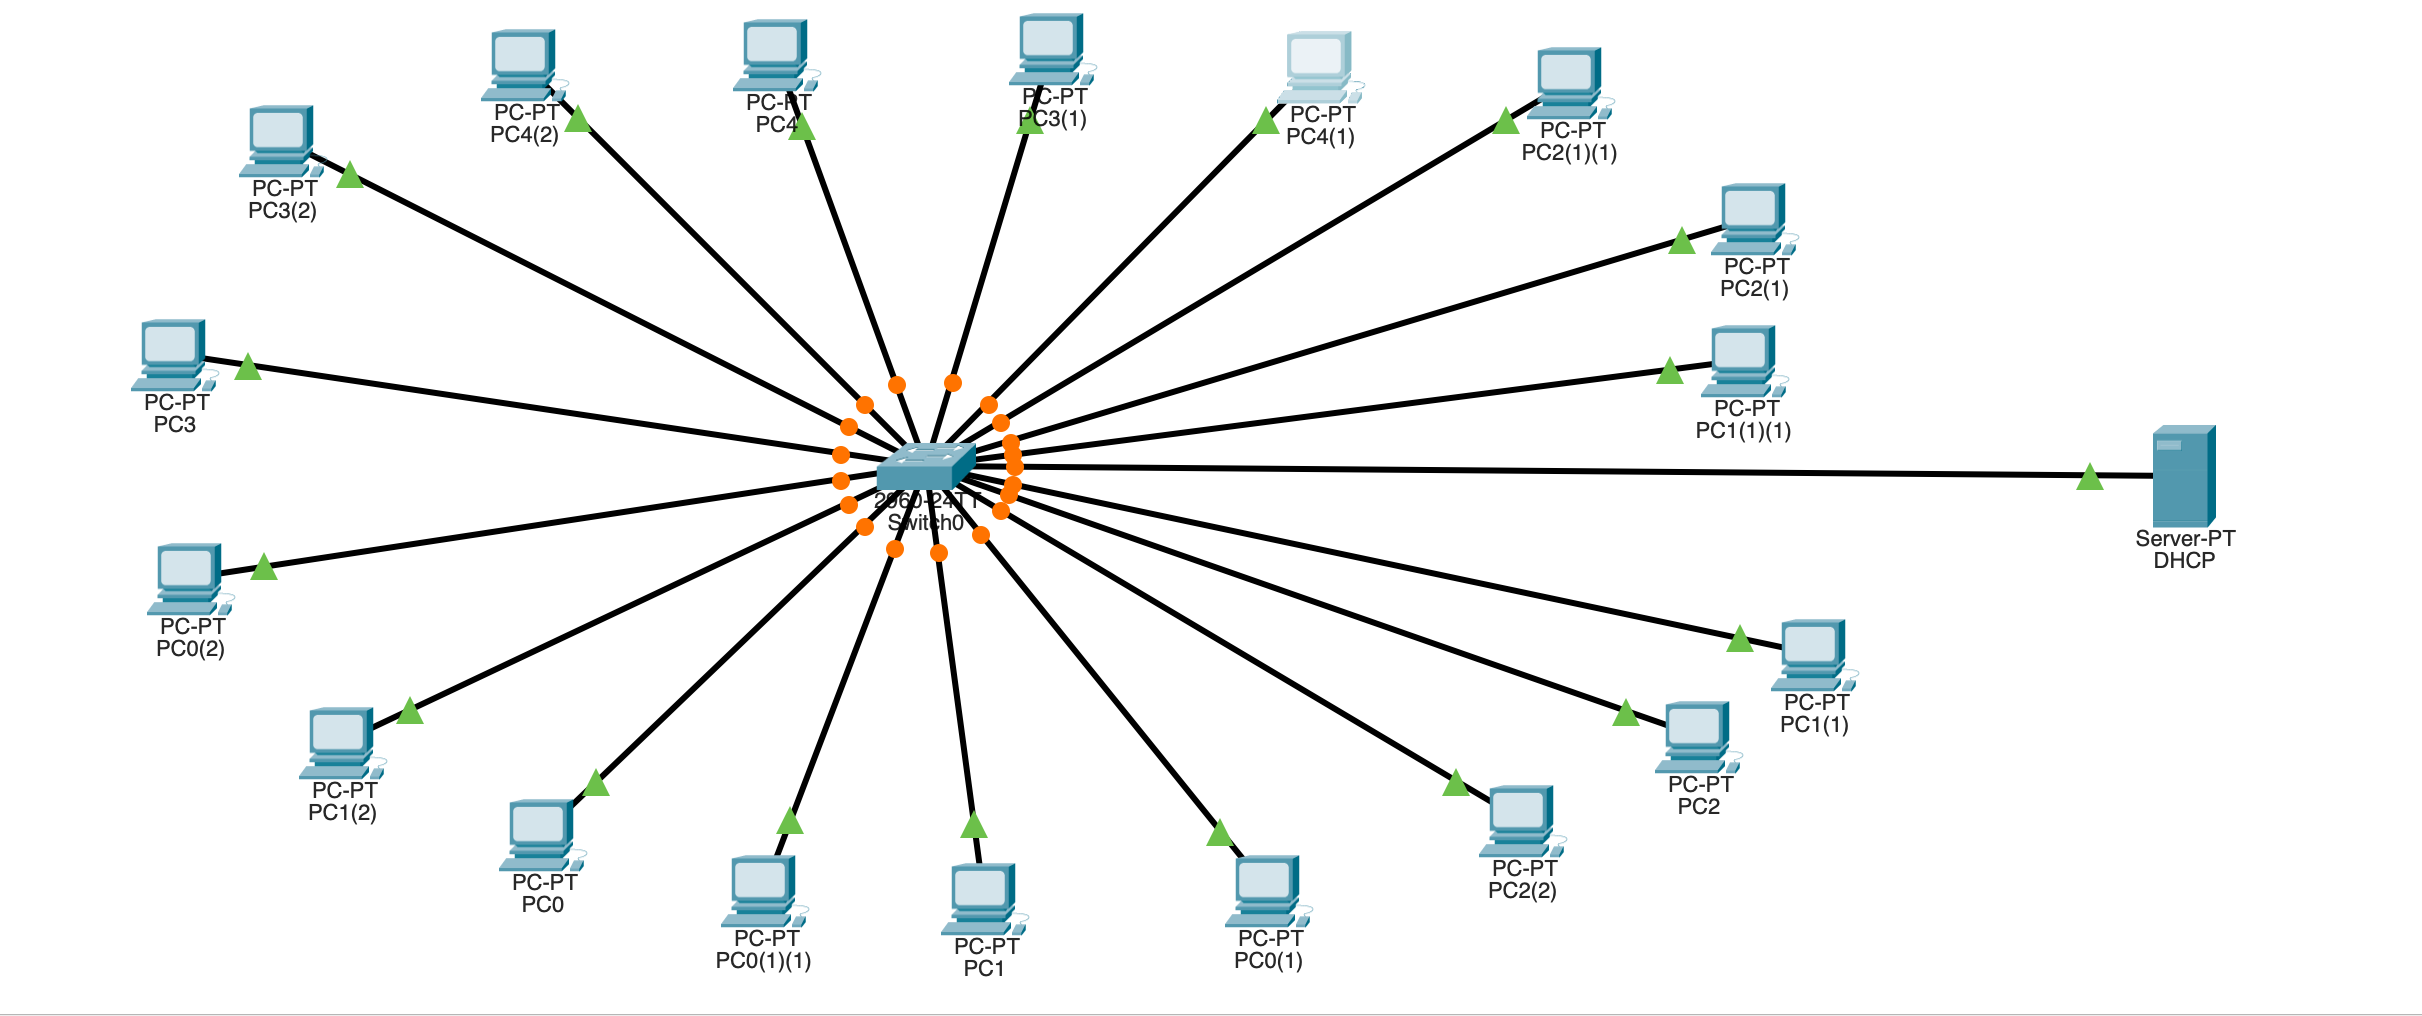 PC-PT
PC4(2)
PC-PT
PC4
PC-PT
PC3(1)
PC-PT
PC4(1)
PC-PT
PC2(1)(1)
PC-PT
PC3(2)
PC-PT
PC2(1)
PC-PT
PC3
PC-PT
PC1(1)(1)
2960-24TT
Switch0
Server-PT
DHCP
PC-PT
PC0(2)
PC-PT
PC1(1)
PC-PT
PC1(2)
PC-PT
PC2
PC-PT
PC0
PC-PT
PC2(2)
PC-PT
PC0(1)(1)
PC-PT
PC1
PC-PT
PC0(1)